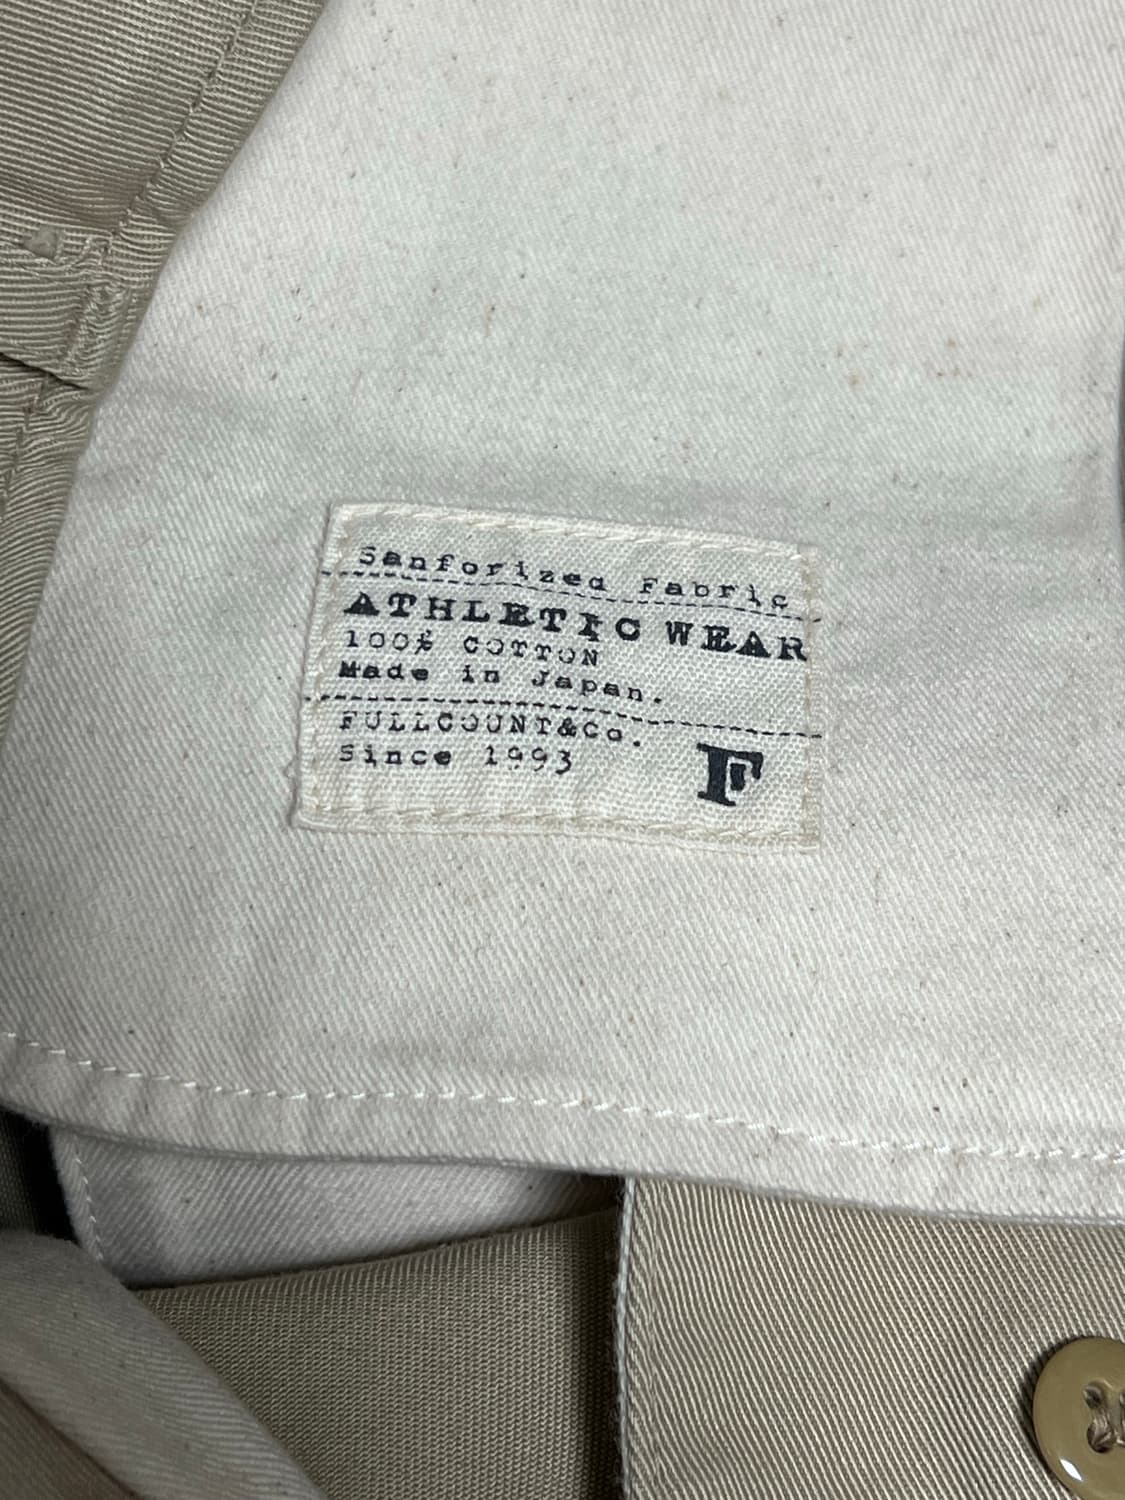 Sanforized Fabric
ATHLETIC WEAR
100% COTTON
Made in Japan.
FULLCOUNT&Co.
Since 1993
F